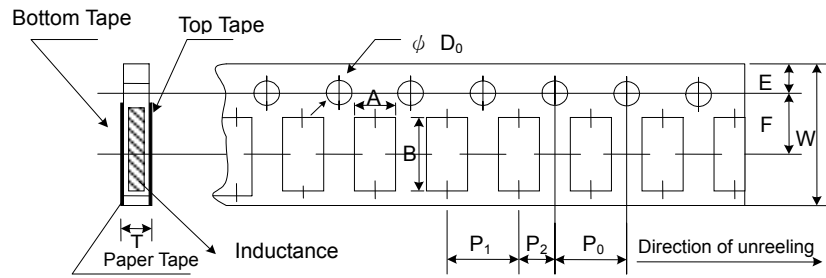 Bottom Tape
Top Tape
ψ D₀
E
A
F
W
B
T
P₁
P₂
P₀
Paper Tape
Inductance
Direction of unreeling